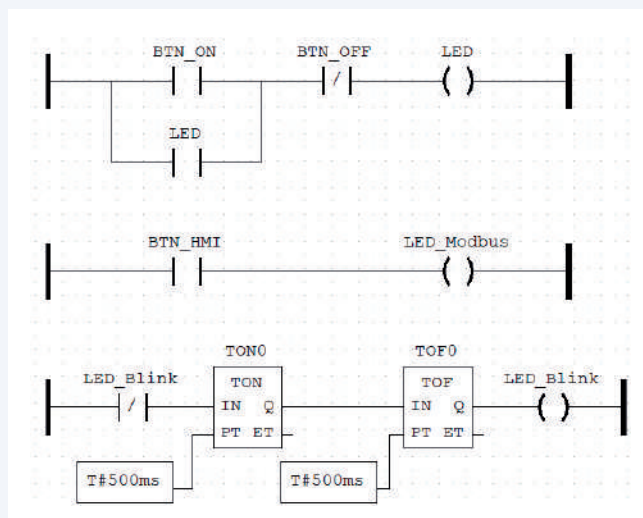 BTN_ON BTN_OFF LED
LED
BTN_HMI LED_Modbus
TON0 TOF0
LED_Blink TON TOF LED_Blink
IN Q IN Q
PT ET PT ET
T#500ms T#500ms